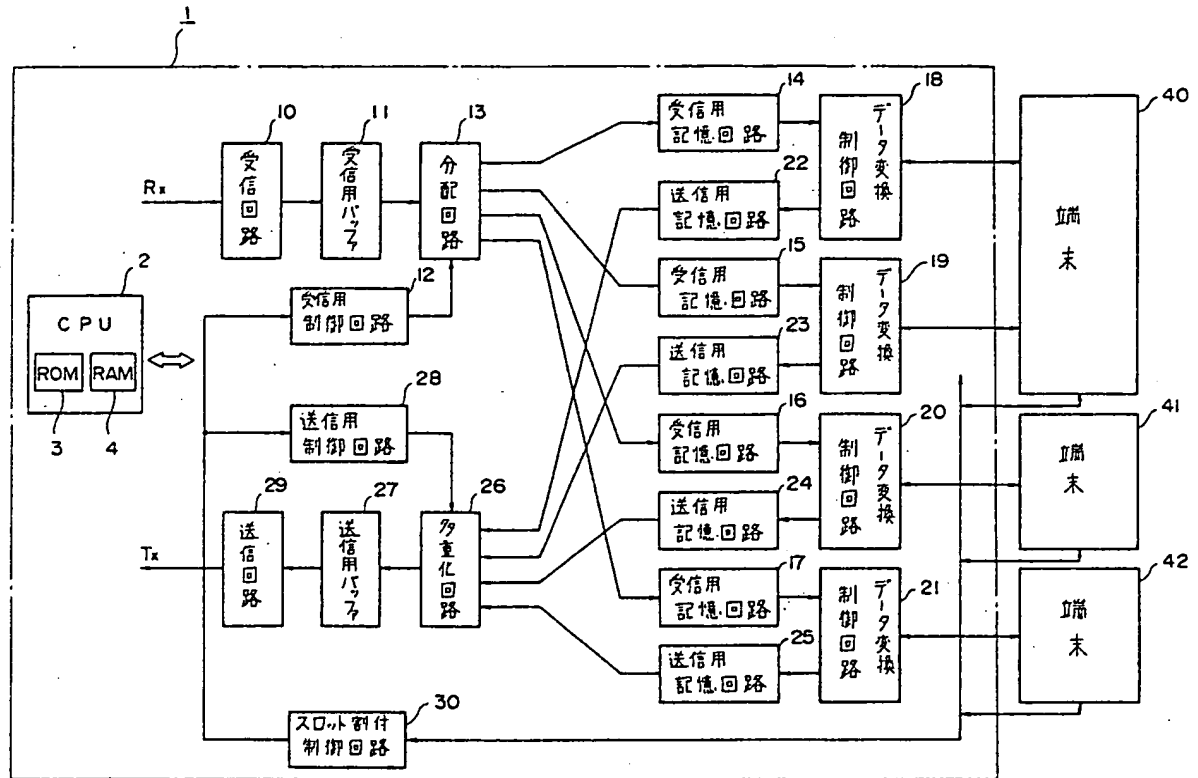 1
10
受信回路
11
受信用バッファ
13
分配回路
14
受信用
記憶回路
18
データ変換
制御回路
40
端末
Rx
22
送信用
記憶回路
2
CPU
ROM
RAM
3
4
12
受信用
制御回路
15
受信用
記憶回路
19
データ変換
制御回路
23
送信用
記憶回路
28
送信用
制御回路
16
受信用
記憶回路
20
データ変換
制御回路
41
端末
29
送信回路
27
送信用バッファ
26
多重化回路
24
送信用
記憶回路
Tx
17
受信用
記憶回路
21
データ変換
制御回路
42
端末
25
送信用
記憶回路
30
スロット割付
制御回路